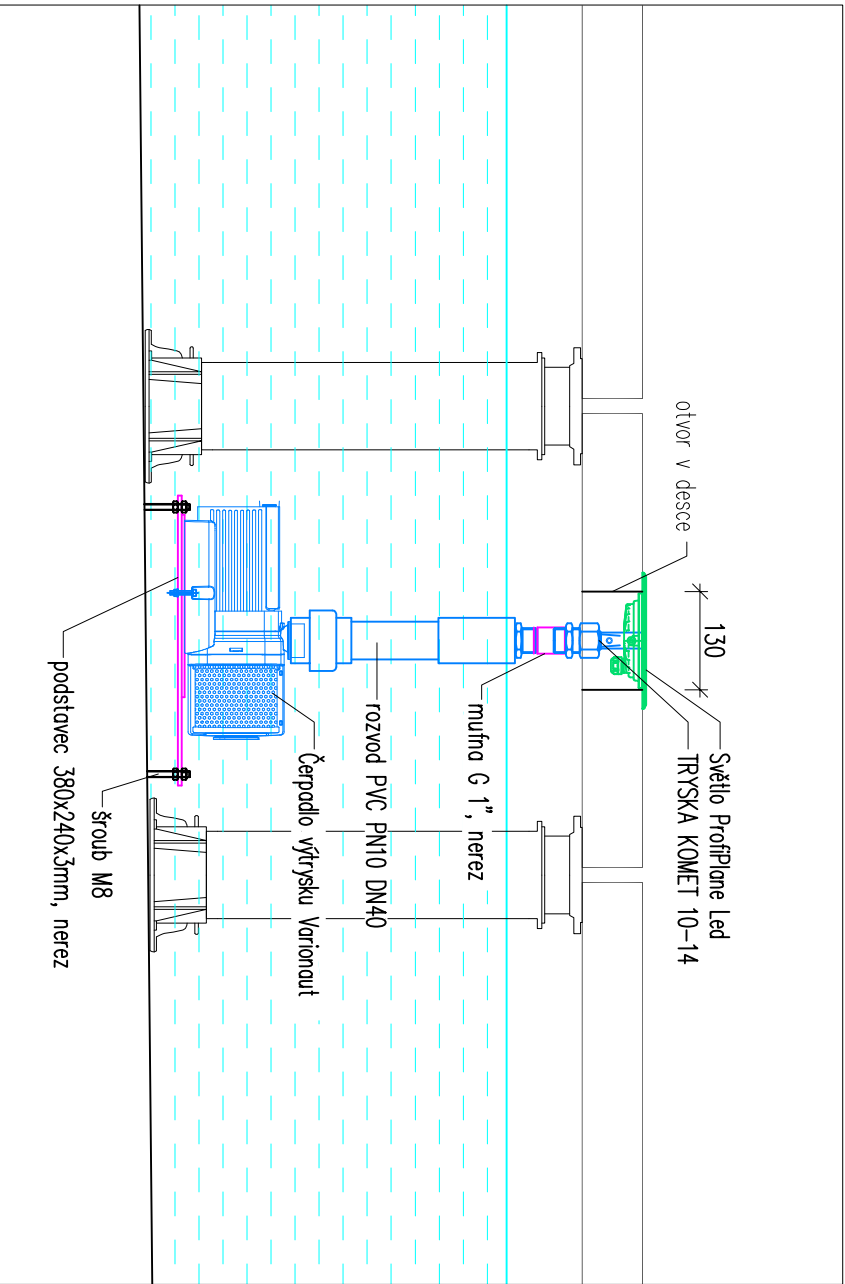 Světlo ProfiPlane Led
TRYSKA KOMET 10-14
130
otvor v desce
mufna G 1", nerez
rozvod PVC PN10 DN40
Čerpadlo výtrysku Varionaut
šroub M8
podstavec 380x240x3mm, nerez